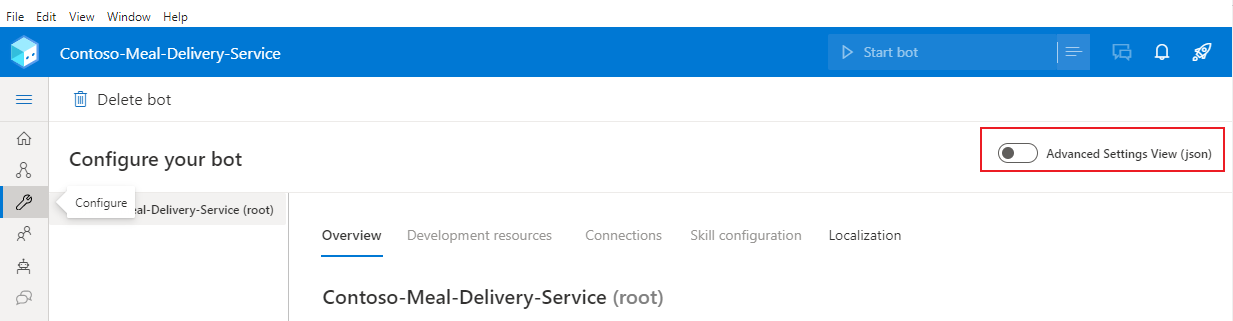 File Edit View Window Help
Contoso-Meal-Delivery-Service Start bot
Delete bot
Configure your bot
Advanced Settings View (json)
Configure
al-Delivery-Service (root)
Overview Development resources Connections Skill configuration Localization
Contoso-Meal-Delivery-Service (root)